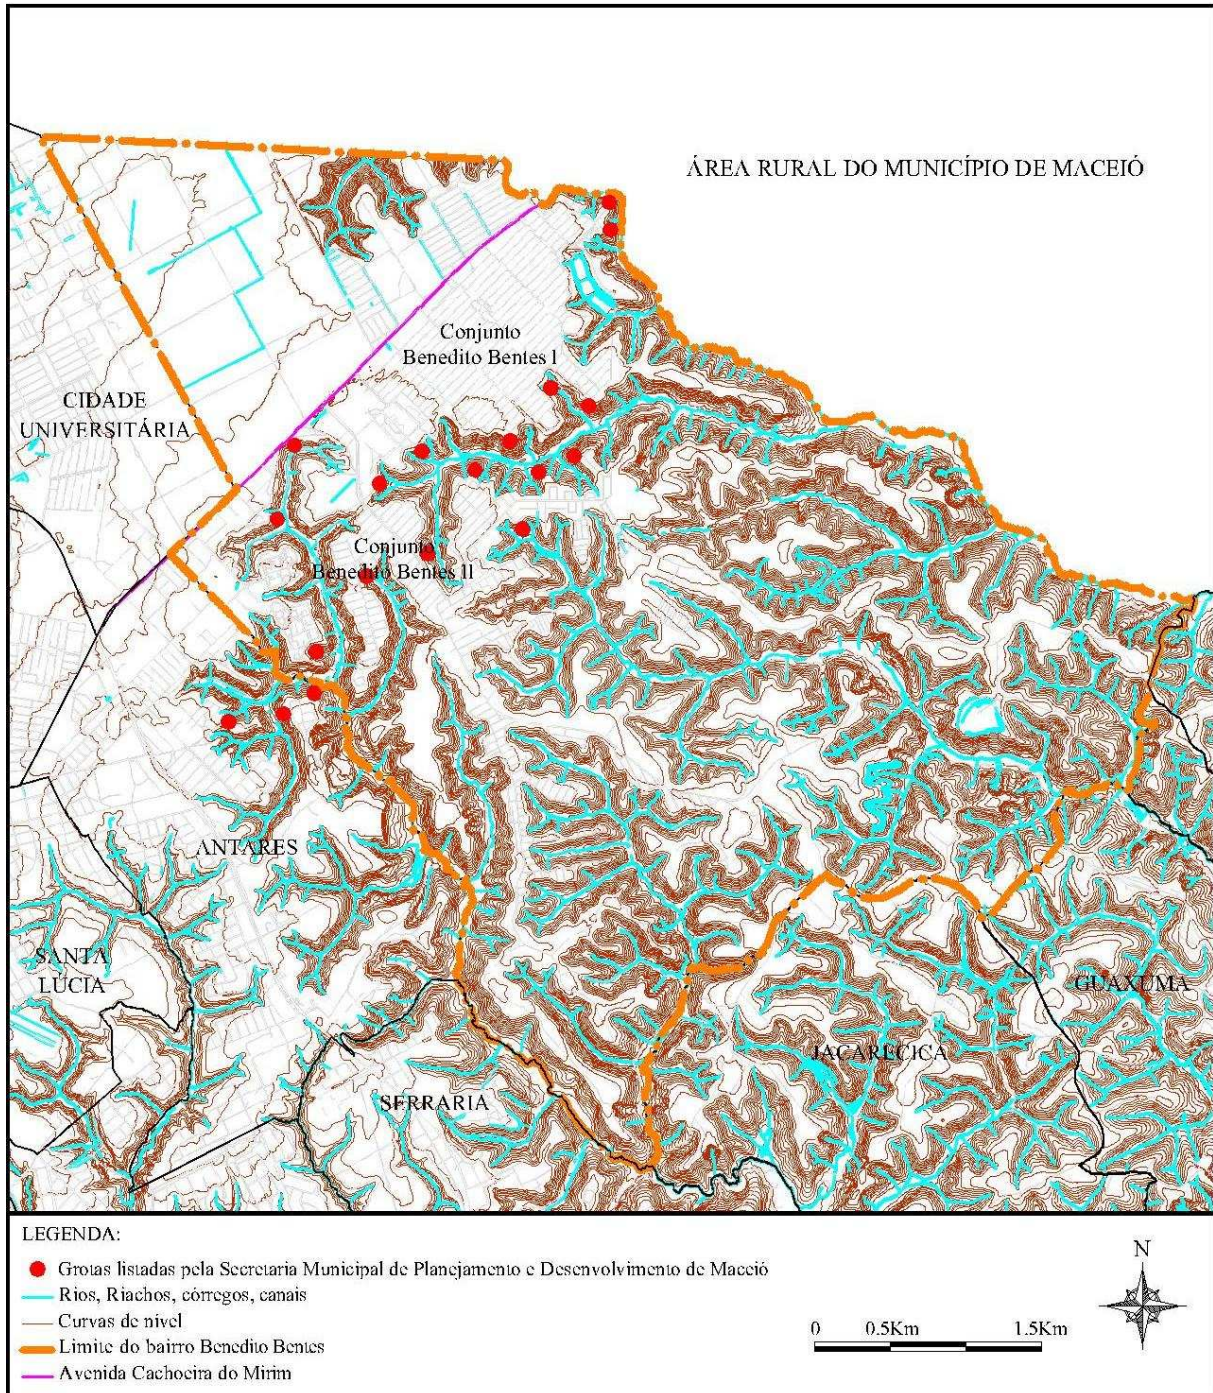 ÁREA RURAL DO MUNICÍPIO DE MACEIÓ
Conjunto
Benedito Bentes I
CIDADE
UNIVERSITÁRIA
Conjunto
Benedito Bentes II
ANTARES
SANTA
LÚCIA
GUAXUMA
JACARECICA
SERRARIA
LEGENDA:
Grotas listadas pela Secretaria Municipal de Planejamento e Desenvolvimento de Maceió
Rios, Riachos, córregos, canais
Curvas de nível
Limite do bairro Benedito Bentes
Avenida Cachoeira do Mirim
0 0.5Km 1.5Km
N